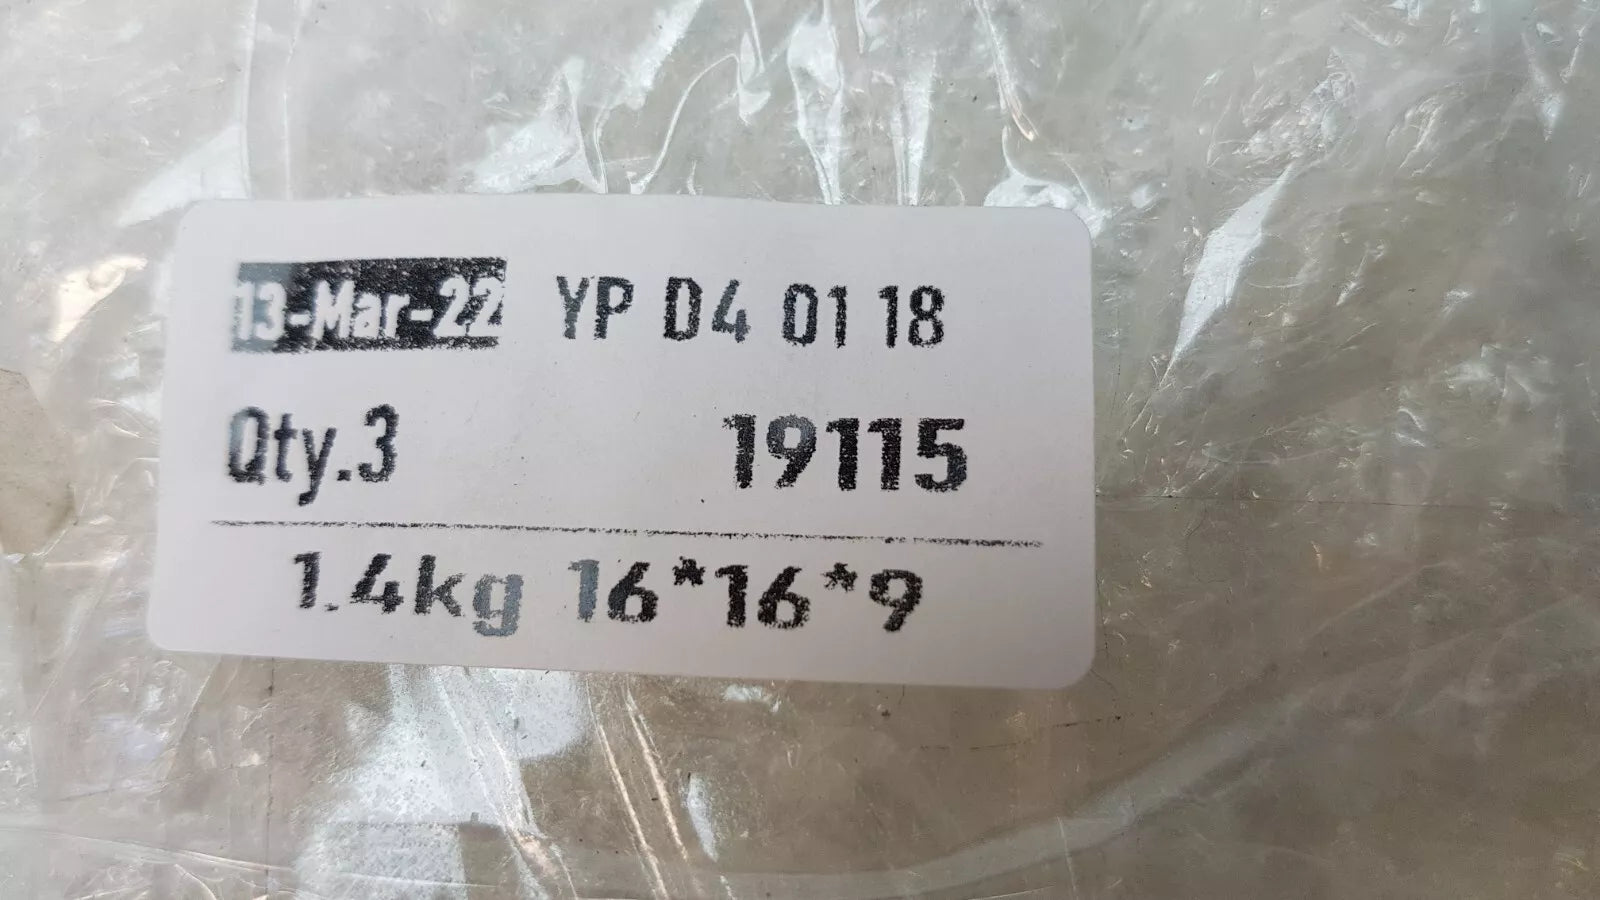 13-Mar-22 YP D4 01 18
Qty.3 19115
1.4kg 16*16*9